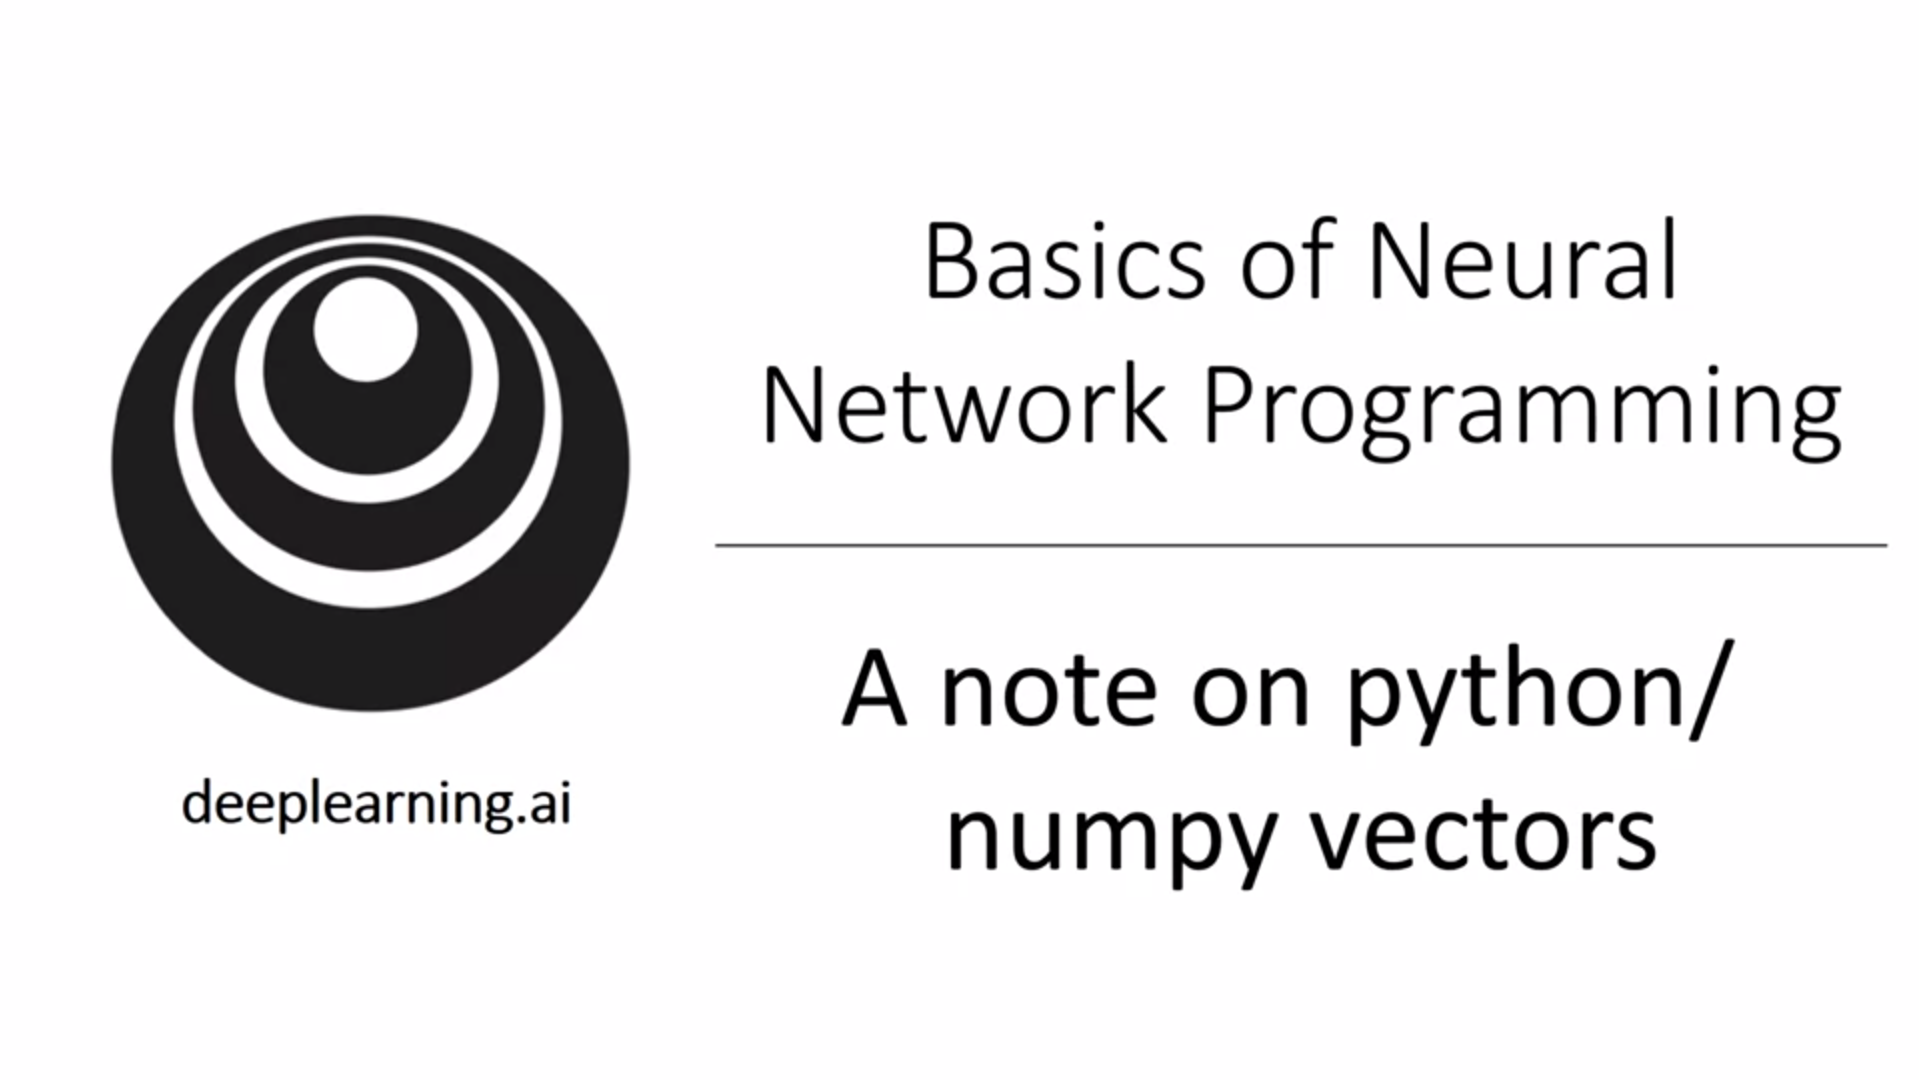 Basics of Neural
Network Programming
A note on python/
numpy vectors
deeplearning.ai